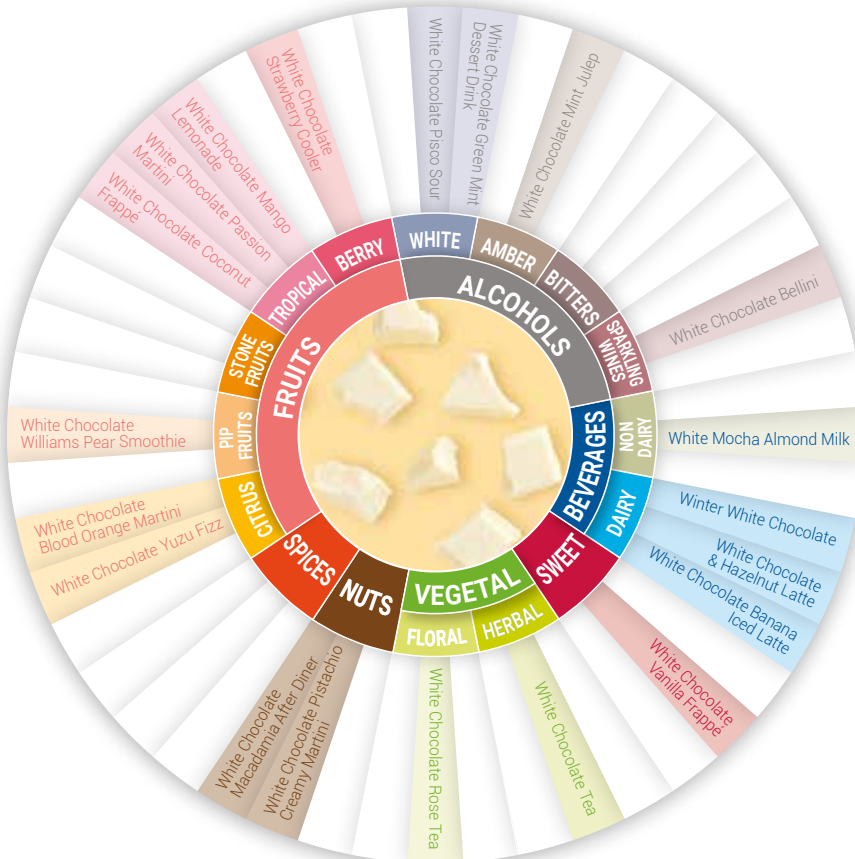 ALCOHOLS
WHITE
White Chocolate Pisco Sour
White Chocolate Green Mint
Dessert Drink
AMBER
White Chocolate Mint Julep
BITTERS
SPARKLING
WINES
White Chocolate Bellini
BEVERAGES
NON
DAIRY
White Mocha Almond Milk
DAIRY
Winter White Chocolate
White Chocolate
& Hazelnut Latte
White Chocolate Banana
Iced Latte
SWEET
White Chocolate
Vanilla Frappé
VEGETAL
HERBAL
White Chocolate Tea
FLORAL
White Chocolate Rose Tea
NUTS
White Chocolate Pistachio
Creamy Martini
White Chocolate
Macadamia After Diner
SPICES
FRUITS
CITRUS
White Chocolate Yuzu Fizz
White Chocolate
Blood Orange Martini
PIP
FRUITS
White Chocolate
Williams Pear Smoothie
STONE
FRUITS
TROPICAL
White Chocolate Coconut
Frappé
White Chocolate Passion
Martini
White Chocolate Mango
Lemonade
BERRY
White Chocolate
Strawberry Cooler